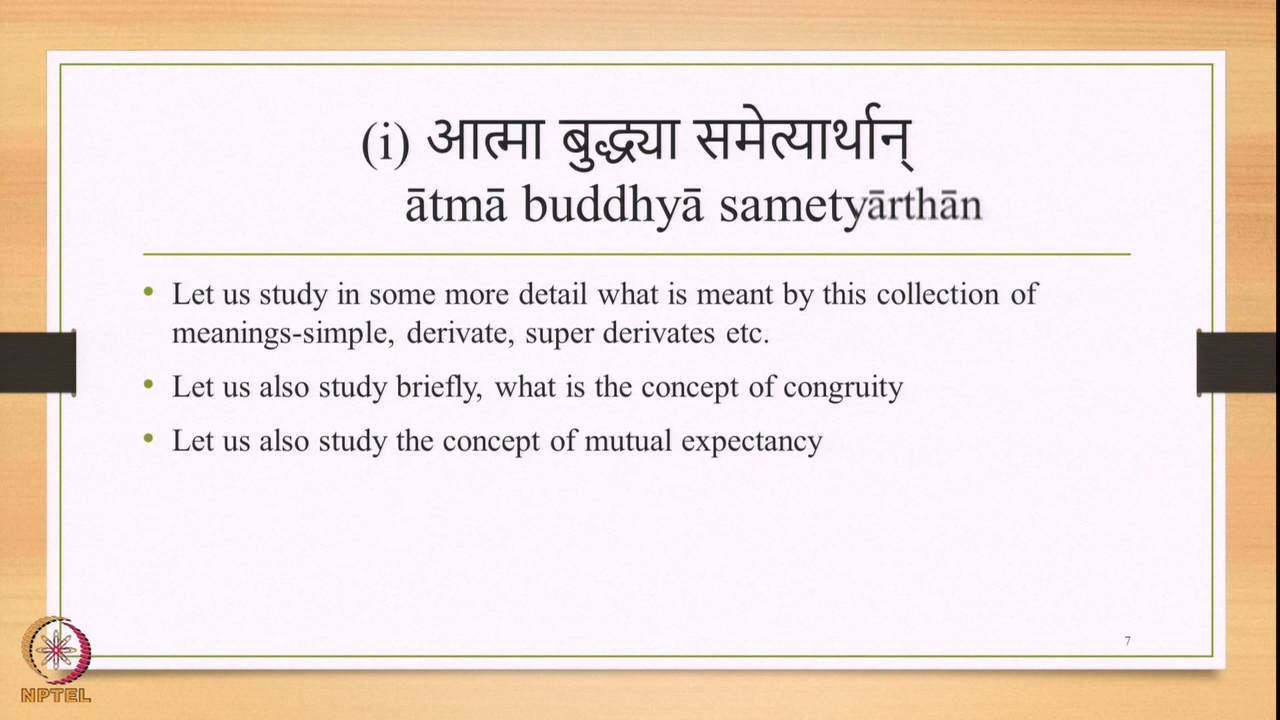 (i) आत्मा बुद्ध्या समेत्यार्थान्
ātmā buddhyā sametyārthān
• Let us study in some more detail what is meant by this collection of
meanings-simple, derivate, super derivates etc.
• Let us also study briefly, what is the concept of congruity
• Let us also study the concept of mutual expectancy
7
NPTEL